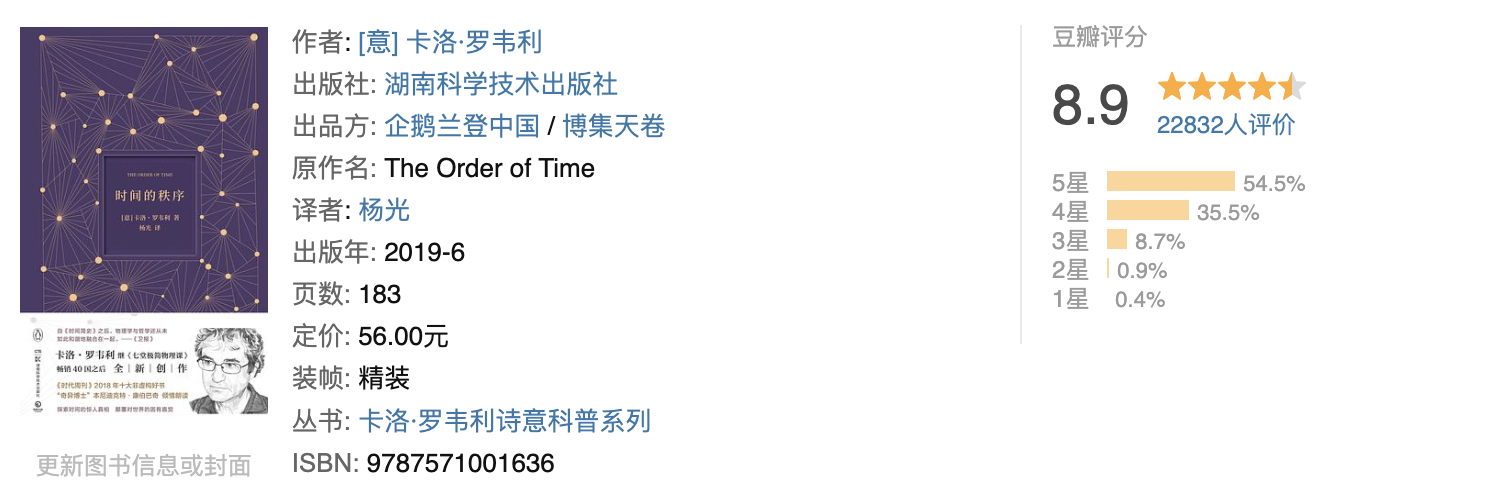 THE ORDER OF TIME
时间的秩序
[意]卡洛·罗韦利 著
杨光 译
自《时间简史》之后，物理学与哲学还从未
如此和谐地融合在一起。——《卫报》
卡洛·罗韦利 继《七堂极简物理课》
畅销40国之后 全|新|创|作
《时代周刊》2018年十大非虚构好书
“奇异博士”本尼迪克特·康伯巴奇 倾情朗读
探索时间的惊人真相 颠覆对世界的固有直觉
更新图书信息或封面
作者: [意] 卡洛·罗韦利
出版社: 湖南科学技术出版社
出品方: 企鹅兰登中国 / 博集天卷
原作名: The Order of Time
译者: 杨光
出版年: 2019-6
页数: 183
定价: 56.00元
装帧: 精装
丛书: 卡洛·罗韦利诗意科普系列
ISBN: 9787571001636
豆瓣评分
8.9
22832人评价
5星 54.5%
4星 35.5%
3星 8.7%
2星 0.9%
1星 0.4%